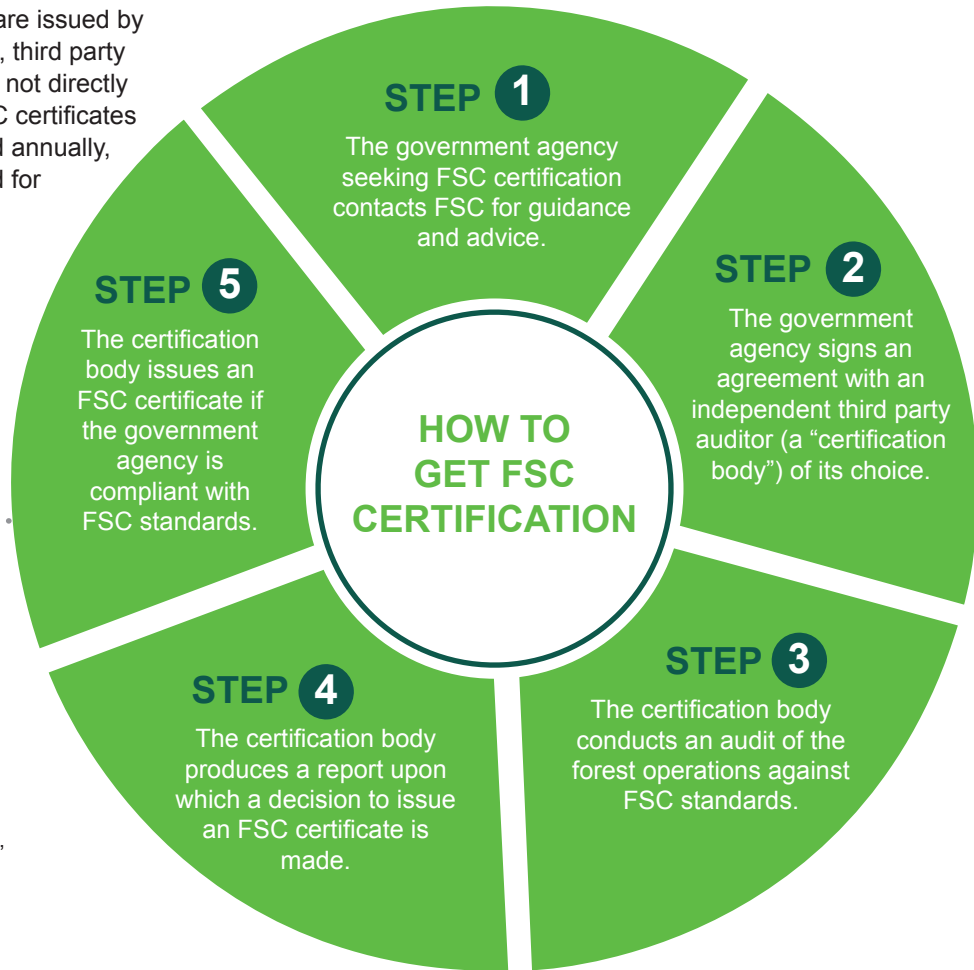 are issued by
, third party
not directly
C certificates
d annually,
d for
STEP 1
The government agency
seeking FSC certification
contacts FSC for guidance
and advice.
STEP 2
The government
agency signs an
agreement with an
independent third party
auditor (a “certification
body”) of its choice.
STEP 3
The certification body
conducts an audit of the
forest operations against
FSC standards.
STEP 4
The certification body
produces a report upon
which a decision to issue
an FSC certificate is
made.
STEP 5
The certification
body issues an
FSC certificate if
the government
agency is
compliant with
FSC standards.
HOW TO
GET FSC
CERTIFICATION